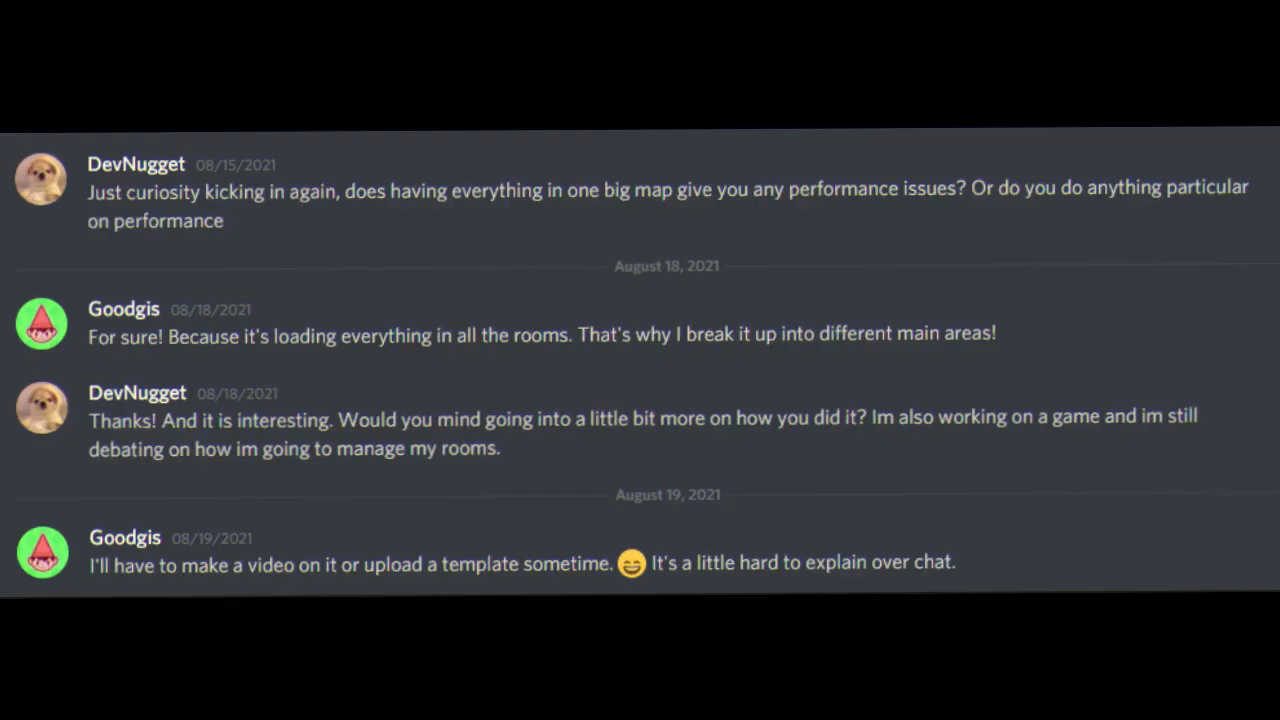 DevNugget 08/15/2021
Just curiosity kicking in again, does having everything in one big map give you any performance issues? Or do you do anything particular
on performance
August 18, 2021
Goodgis 08/18/2021
For sure! Because it's loading everything in all the rooms. That's why I break it up into different main areas!
DevNugget 08/18/2021
Thanks! And it is interesting. Would you mind going into a little bit more on how you did it? Im also working on a game and im still
debating on how im going to manage my rooms.
August 19, 2021
Goodgis 08/19/2021
I'll have to make a video on it or upload a template sometime. 😄 It's a little hard to explain over chat.